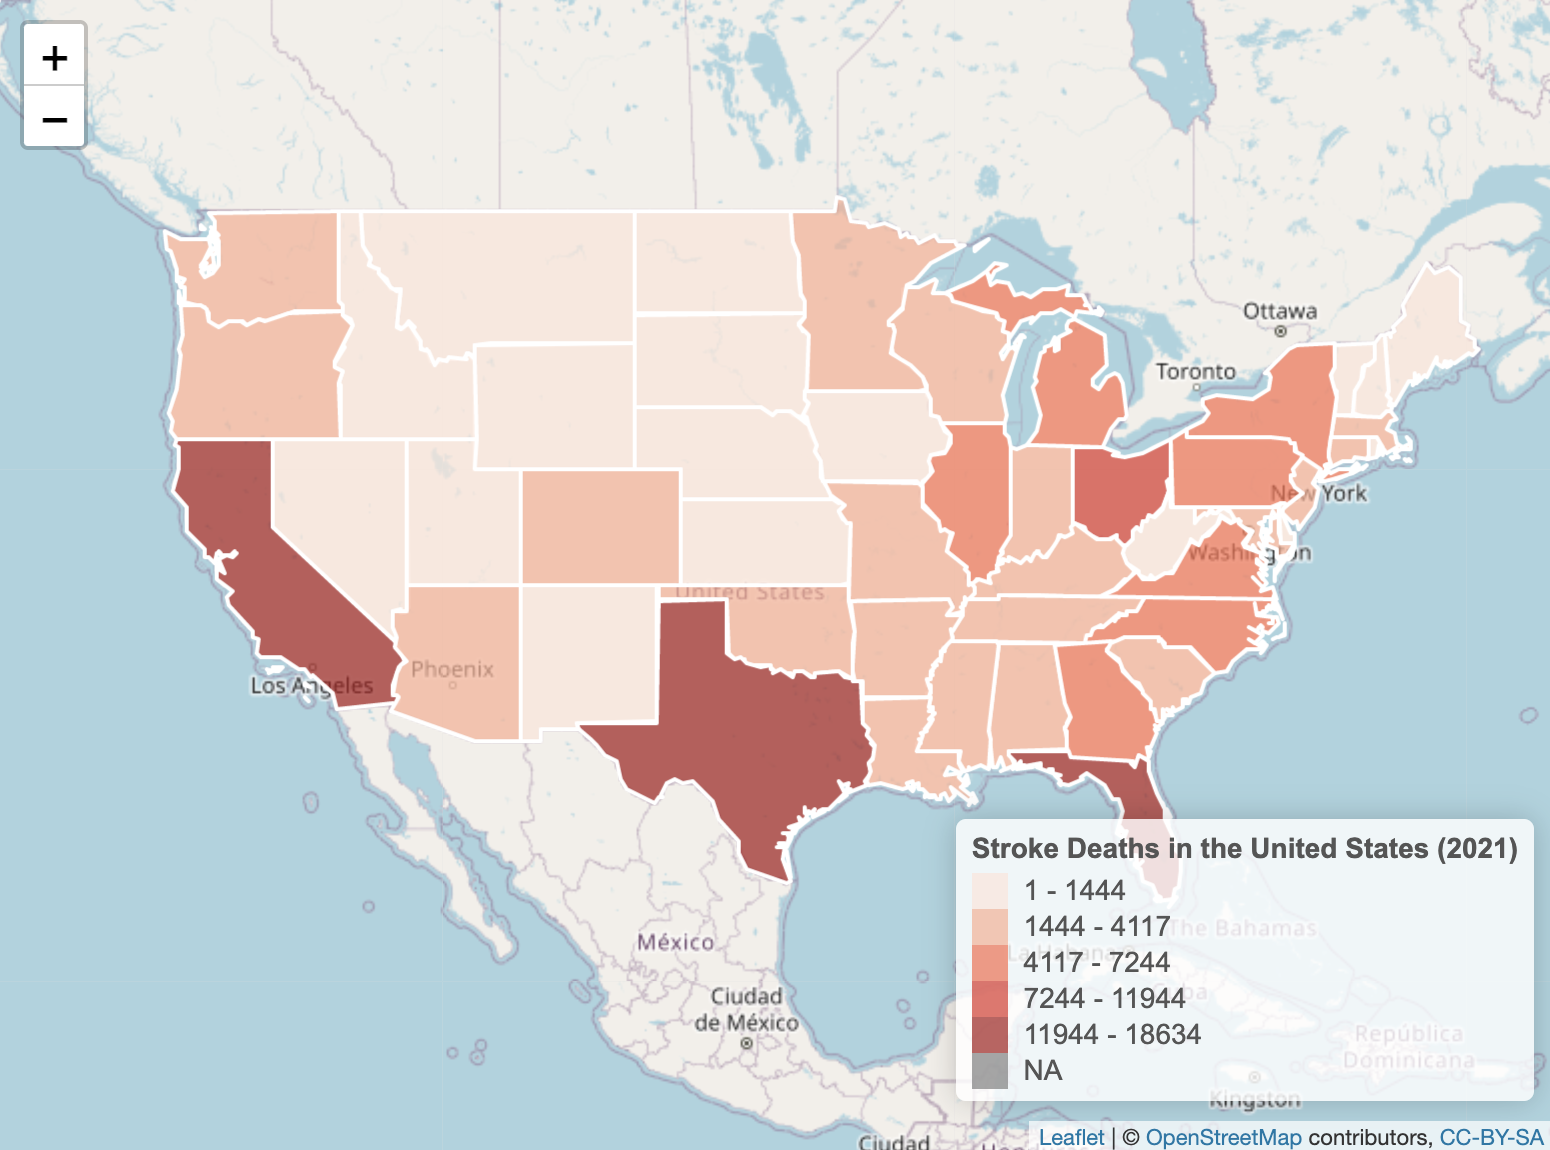 +
−
Ottawa
Toronto
New York
Washington
United States
Phoenix
Los Angeles
Stroke Deaths in the United States (2021)
1 - 1444
1444 - 4117
4117 - 7244
7244 - 11944
11944 - 18634
NA
The Bahamas
La Habana
Cuba
México
Ciudad
de México
República
Dominicana
Kingston
Ciudad
Leaflet | © OpenStreetMap contributors, CC-BY-SA